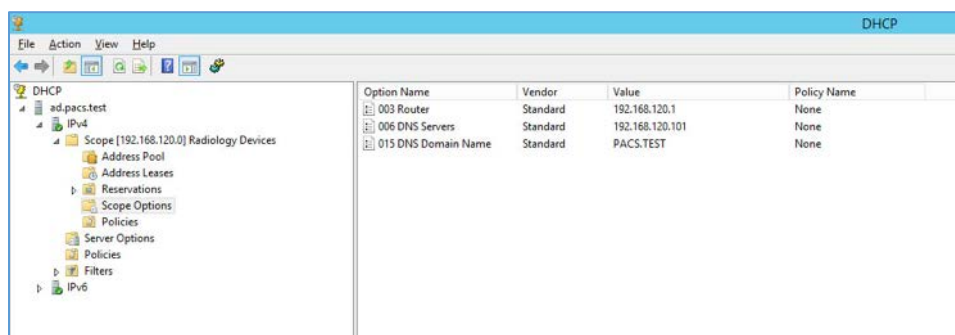 DHCP
File Action View Help
DHCP
ad.pacs.test
IPv4
Scope [192.168.120.0] Radiology Devices
Address Pool
Address Leases
Reservations
Scope Options
Policies
Server Options
Policies
Filters
IPv6
Option Name Vendor Value Policy Name
003 Router Standard 192.168.120.1 None
006 DNS Servers Standard 192.168.120.101 None
015 DNS Domain Name Standard PACS.TEST None